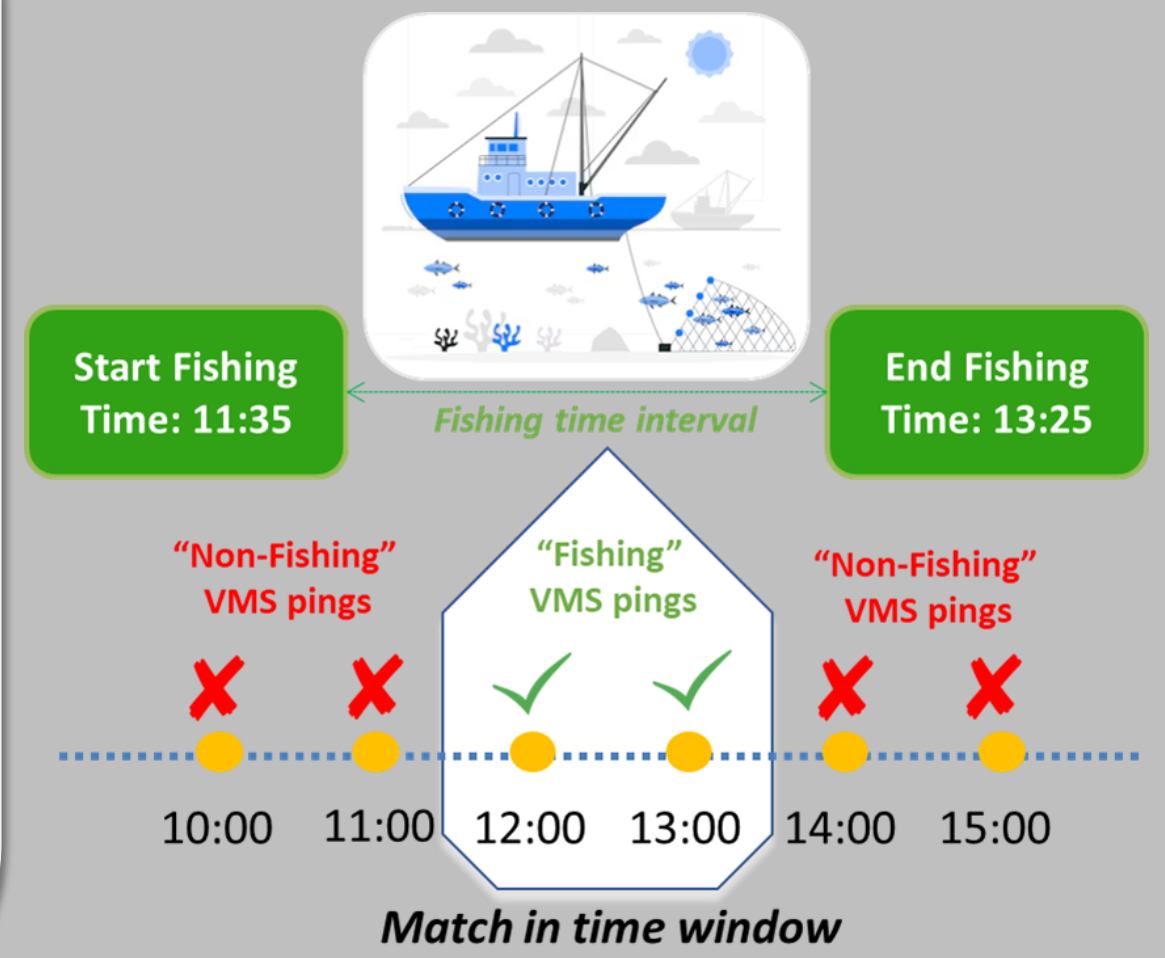 Start Fishing
Time: 11:35
End Fishing
Time: 13:25
Fishing time interval
“Non-Fishing”
VMS pings
“Fishing”
VMS pings
“Non-Fishing”
VMS pings
10:00 11:00 12:00 13:00 14:00 15:00
Match in time window